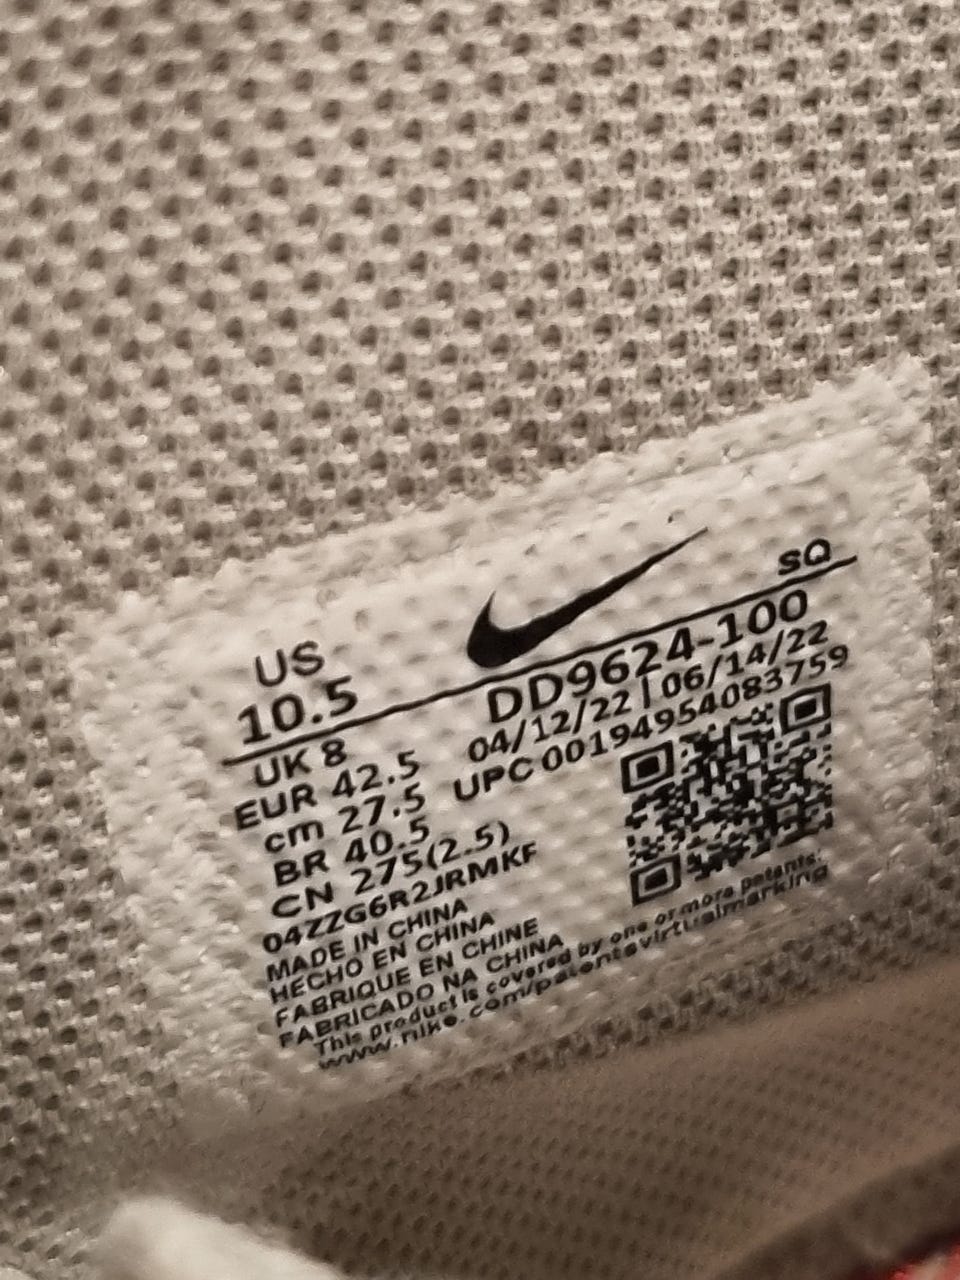 SQ
US
10.5
DD9624-100
UK 8
04/12/22 | 06/14/22
EUR 42.5
UPC 00194954083759
cm 27.5
BR 40.5
CN 275(2.5)
04ZZG6R2JRMKF
MADE IN CHINA
HECHO EN CHINA
FABRIQUE EN CHINE
FABRICADO NA CHINA
This product is covered by one or more patents:
www.nike.com/patentsvirtualmarking